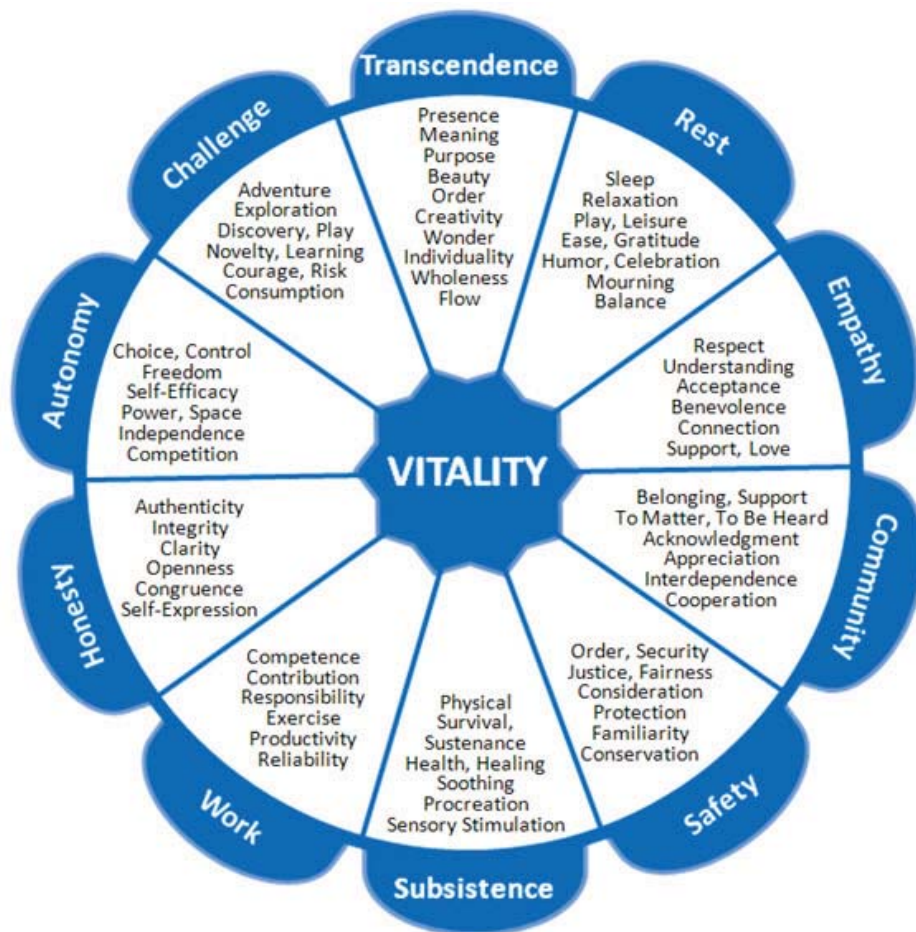 Transcendence
Presence
Meaning
Purpose
Beauty
Order
Creativity
Wonder
Individuality
Wholeness
Flow
Rest
Sleep
Relaxation
Play, Leisure
Ease, Gratitude
Humor, Celebration
Mourning
Balance
Empathy
Respect
Understanding
Acceptance
Benevolence
Connection
Support, Love
Community
Belonging, Support
To Matter, To Be Heard
Acknowledgment
Appreciation
Interdependence
Cooperation
Safety
Order, Security
Justice, Fairness
Consideration
Protection
Familiarity
Conservation
Subsistence
Physical
Survival,
Sustenance
Health, Healing
Soothing
Procreation
Sensory Stimulation
Work
Competence
Contribution
Responsibility
Exercise
Productivity
Reliability
Honesty
Authenticity
Integrity
Clarity
Openness
Congruence
Self-Expression
Autonomy
Choice, Control
Freedom
Self-Efficacy
Power, Space
Independence
Competition
Challenge
Adventure
Exploration
Discovery, Play
Novelty, Learning
Courage, Risk
Consumption
VITALITY